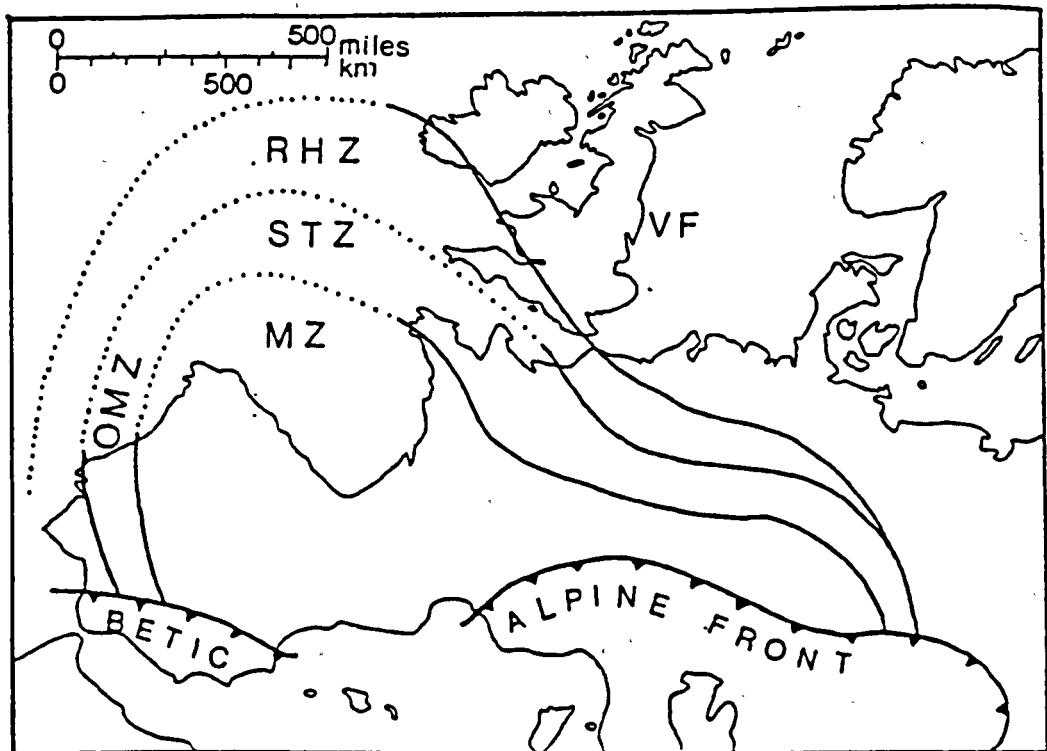 0 500 miles
0 500 km
RHZ
STZ
VF
MZ
OMZ
ALPINE FRONT
BETIC